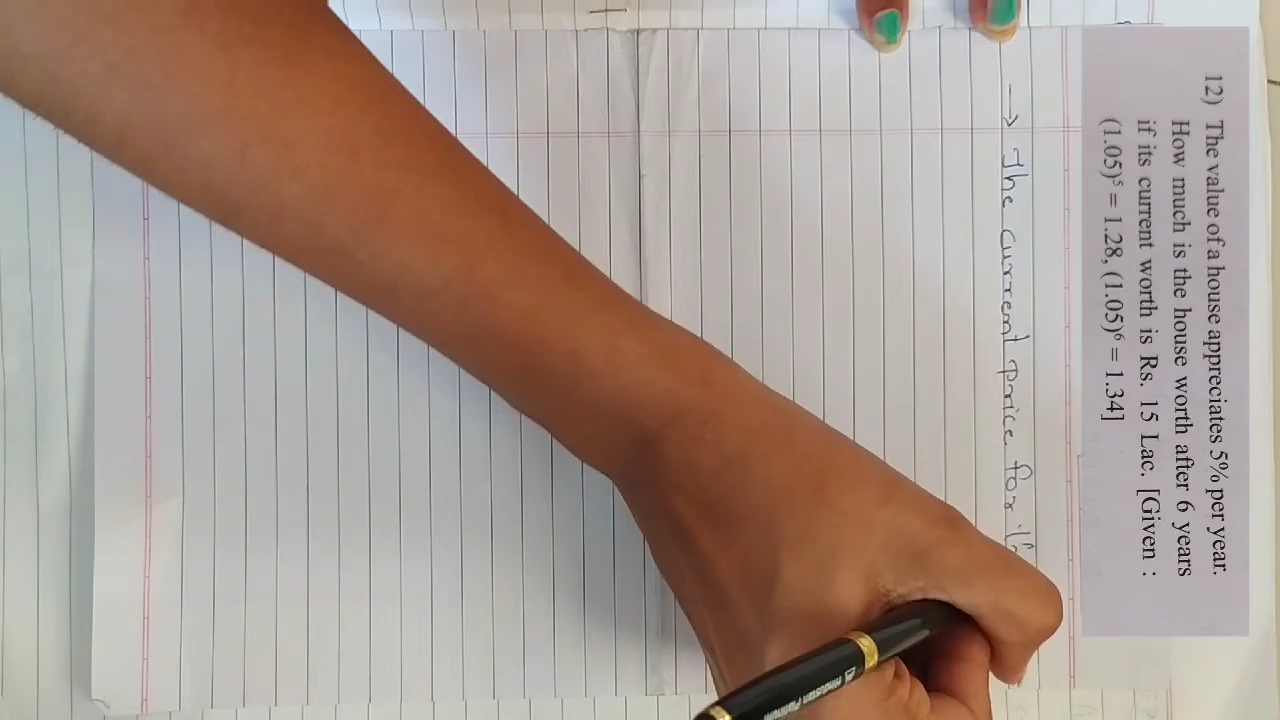 12) The value of a house appreciates 5% per year.
How much is the house worth after 6 years
if its current worth is Rs. 15 Lac. [Given :
(1.05)⁵ = 1.28, (1.05)⁶ = 1.34]
→ The current price for
Hindustan Platinum